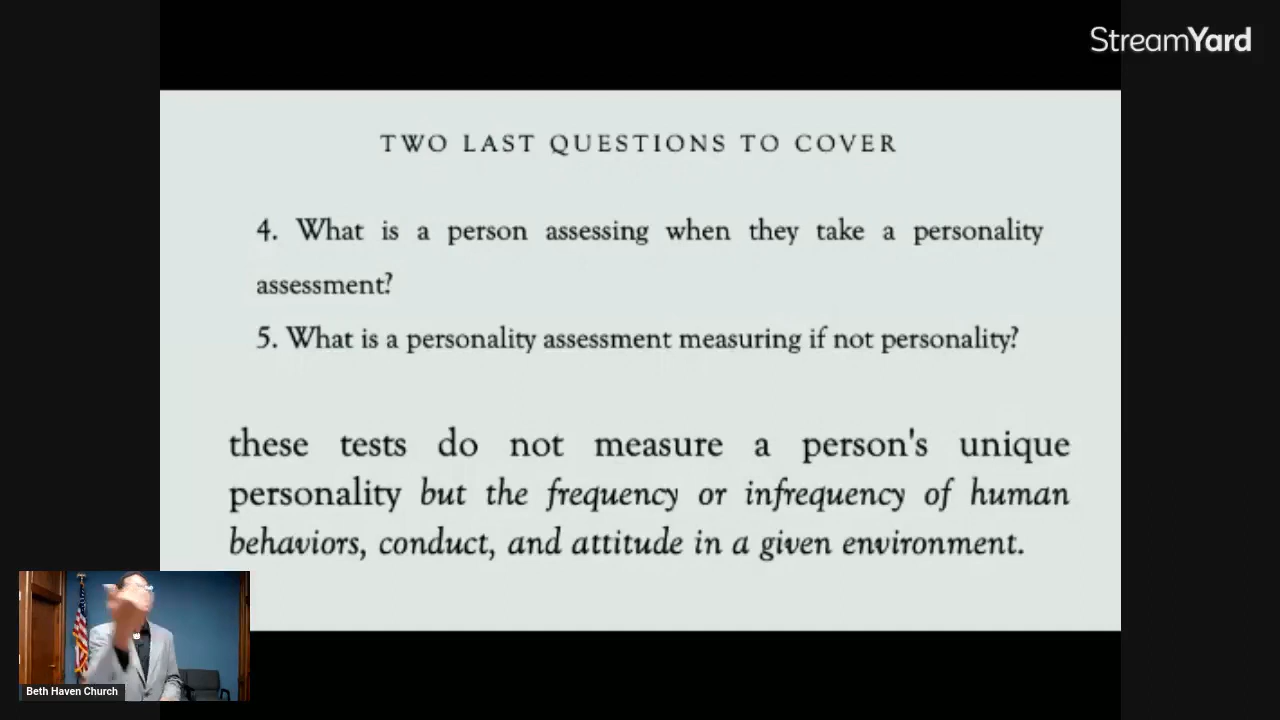 StreamYard
TWO LAST QUESTIONS TO COVER
4. What is a person assessing when they take a personality
assessment?
5. What is a personality assessment measuring if not personality?
these tests do not measure a person's unique
personality but the frequency or infrequency of human
behaviors, conduct, and attitude in a given environment.
Beth Haven Church